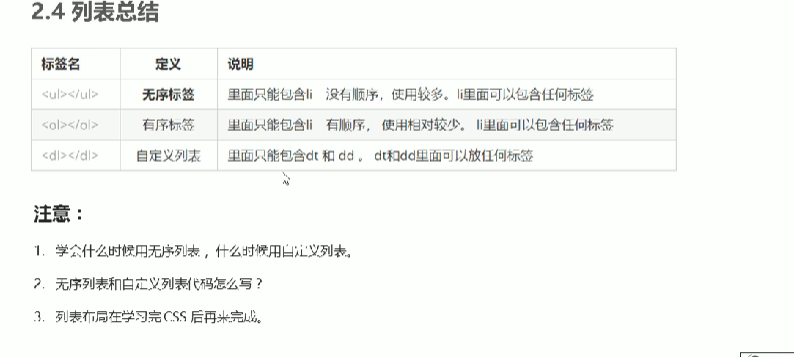 2.4 列表总结
标签名 定义 说明
<ul></ul> 无序标签 里面只能包含li 没有顺序，使用较多。li里面可以包含任何标签
<ol></ol> 有序标签 里面只能包含li 有顺序， 使用相对较少。 li里面可以包含任何标签
<dl></dl> 自定义列表 里面只能包含dt 和 dd 。 dt和dd里面可以放任何标签
注意：
1. 学会什么时候用无序列表 ，什么时候用自定义列表。
2. 无序列表和自定义列表代码怎么写？
3. 列表布局在学习完 CSS 后再来完成。